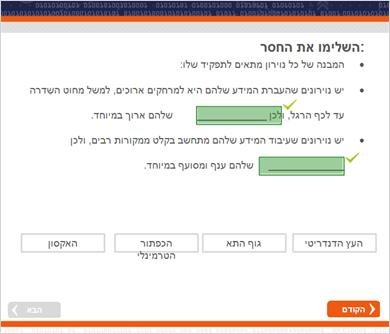 השלימו את החסר:
המבנה של כל נוירון מתאים לתפקיד שלו:
יש נוירונים שהעברת המידע שלהם היא למרחקים ארוכים, למשל מחוט השדרה
עד לכף הרגל, ולכן ______________ שלהם ארוך במיוחד.
יש נוירונים שעיבוד המידע שלהם מתחשב בקלט ממקורות רבים, ולכן
______________ שלהם ענף ומסועף במיוחד.
העץ הדנדריטי
גוף התא
הכפתור
הטרמינלי
האקסון
הקודם
הבא